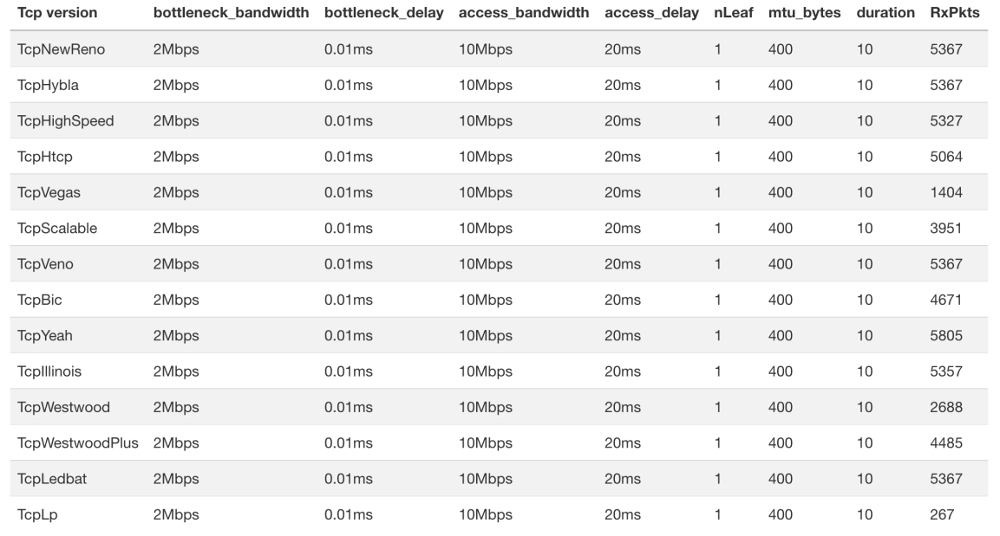 Tcp version bottleneck_bandwidth bottleneck_delay access_bandwidth access_delay nLeaf mtu_bytes duration RxPkts
TcpNewReno 2Mbps 0.01ms 10Mbps 20ms 1 400 10 5367
TcpHybla 2Mbps 0.01ms 10Mbps 20ms 1 400 10 5367
TcpHighSpeed 2Mbps 0.01ms 10Mbps 20ms 1 400 10 5327
TcpHtcp 2Mbps 0.01ms 10Mbps 20ms 1 400 10 5064
TcpVegas 2Mbps 0.01ms 10Mbps 20ms 1 400 10 1404
TcpScalable 2Mbps 0.01ms 10Mbps 20ms 1 400 10 3951
TcpVeno 2Mbps 0.01ms 10Mbps 20ms 1 400 10 5367
TcpBic 2Mbps 0.01ms 10Mbps 20ms 1 400 10 4671
TcpYeah 2Mbps 0.01ms 10Mbps 20ms 1 400 10 5805
TcpIllinois 2Mbps 0.01ms 10Mbps 20ms 1 400 10 5357
TcpWestwood 2Mbps 0.01ms 10Mbps 20ms 1 400 10 2688
TcpWestwoodPlus 2Mbps 0.01ms 10Mbps 20ms 1 400 10 4485
TcpLedbat 2Mbps 0.01ms 10Mbps 20ms 1 400 10 5367
TcpLp 2Mbps 0.01ms 10Mbps 20ms 1 400 10 267